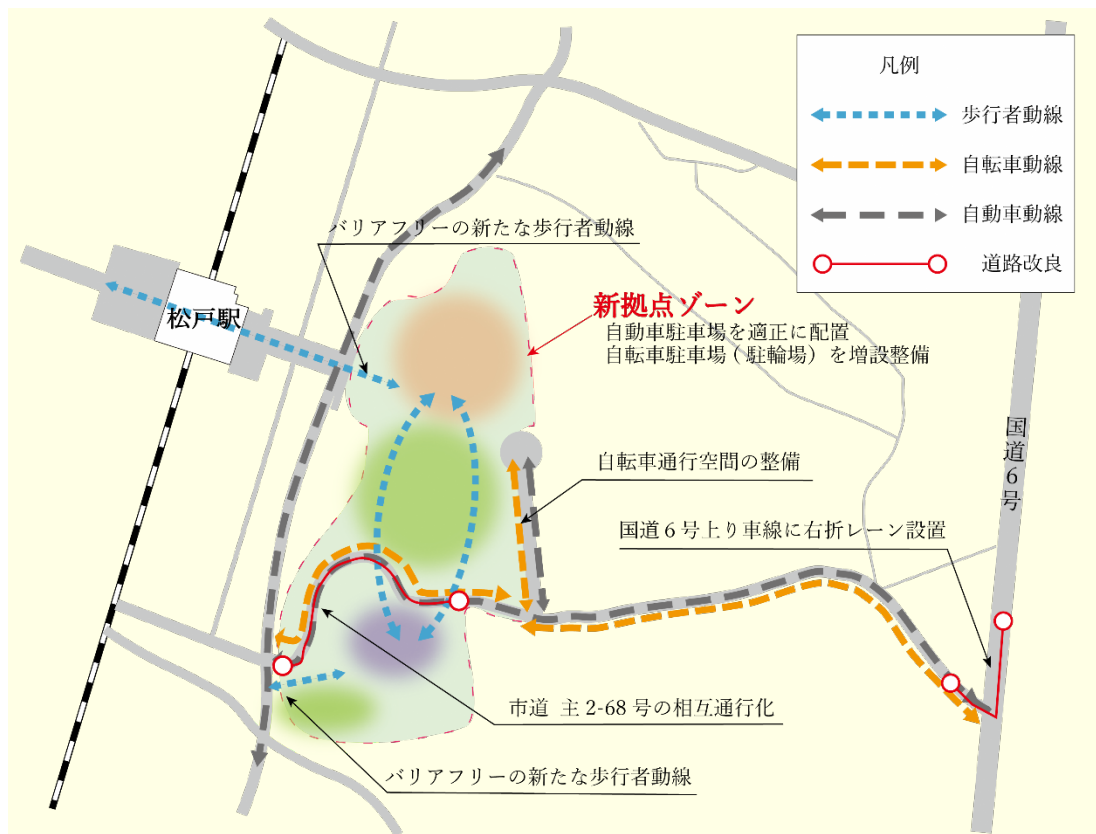 凡例
歩行者動線
自転車動線
自動車動線
道路改良
バリアフリーの新たな歩行者動線
松戸駅
新拠点ゾーン
自動車駐車場を適正に配置
自転車駐車場(駐輪場)を増設整備
国道6号
自転車通行空間の整備
国道6号上り車線に右折レーン設置
市道 主2-68号の相互通行化
バリアフリーの新たな歩行者動線